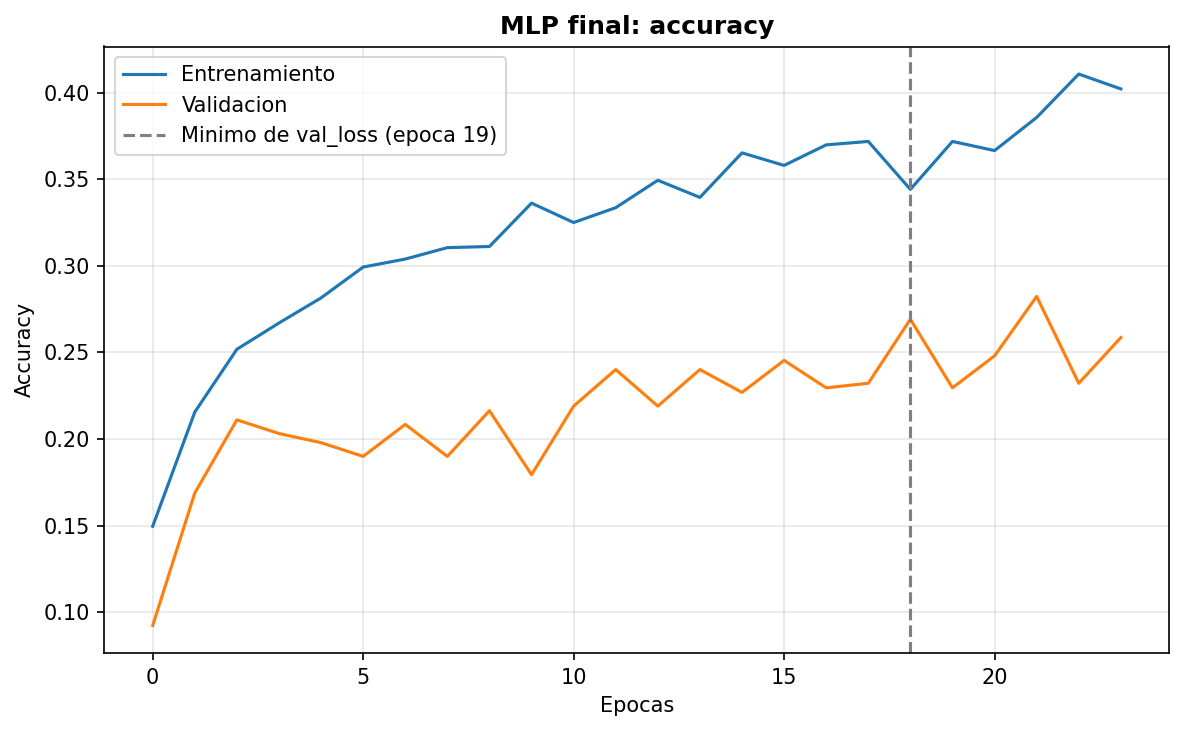 MLP final: accuracy
Entrenamiento
Validacion
Minimo de val_loss (epoca 19)
0.40
0.35
0.30
0.25
0.20
0.15
0.10
Accuracy
0 5 10 15 20
Epocas